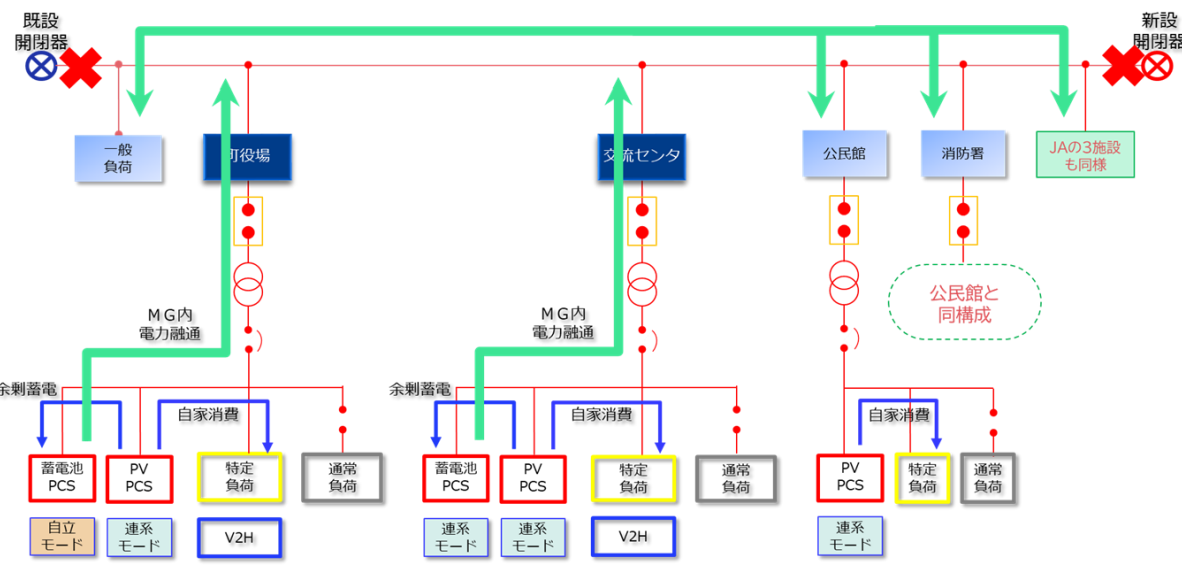 既設
開閉器
新設
開閉器
一般
負荷
町役場
交流センタ
公民館
消防署
JAの3施設
も同様
公民館と
同構成
ＭＧ内
電力融通
ＭＧ内
電力融通
余剰蓄電
自家消費
余剰蓄電
自家消費
自家消費
蓄電池
PCS
PV
PCS
特定
負荷
通常
負荷
蓄電池
PCS
PV
PCS
特定
負荷
通常
負荷
PV
PCS
特定
負荷
通常
負荷
自立
モード
連系
モード
V2H
連系
モード
連系
モード
V2H
連系
モード